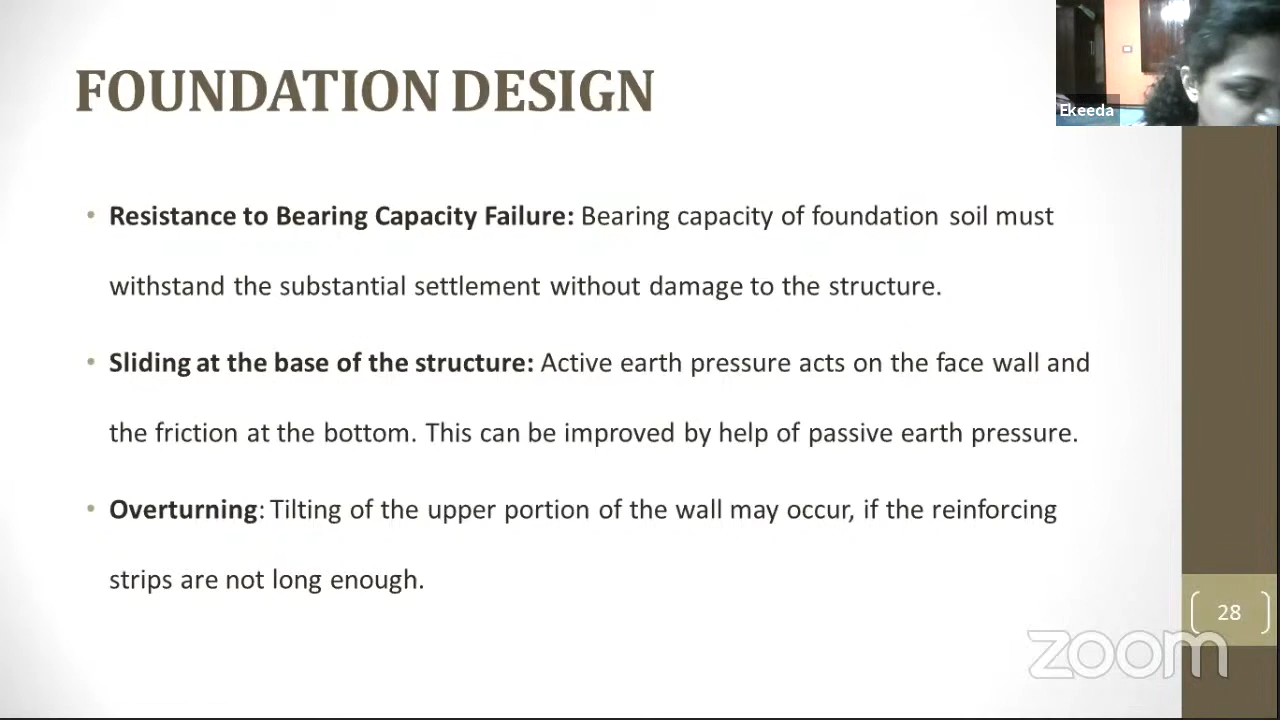 FOUNDATION DESIGN
Ekeeda
• Resistance to Bearing Capacity Failure: Bearing capacity of foundation soil must
withstand the substantial settlement without damage to the structure.
• Sliding at the base of the structure: Active earth pressure acts on the face wall and
the friction at the bottom. This can be improved by help of passive earth pressure.
• Overturning: Tilting of the upper portion of the wall may occur, if the reinforcing
strips are not long enough.
28
zoom